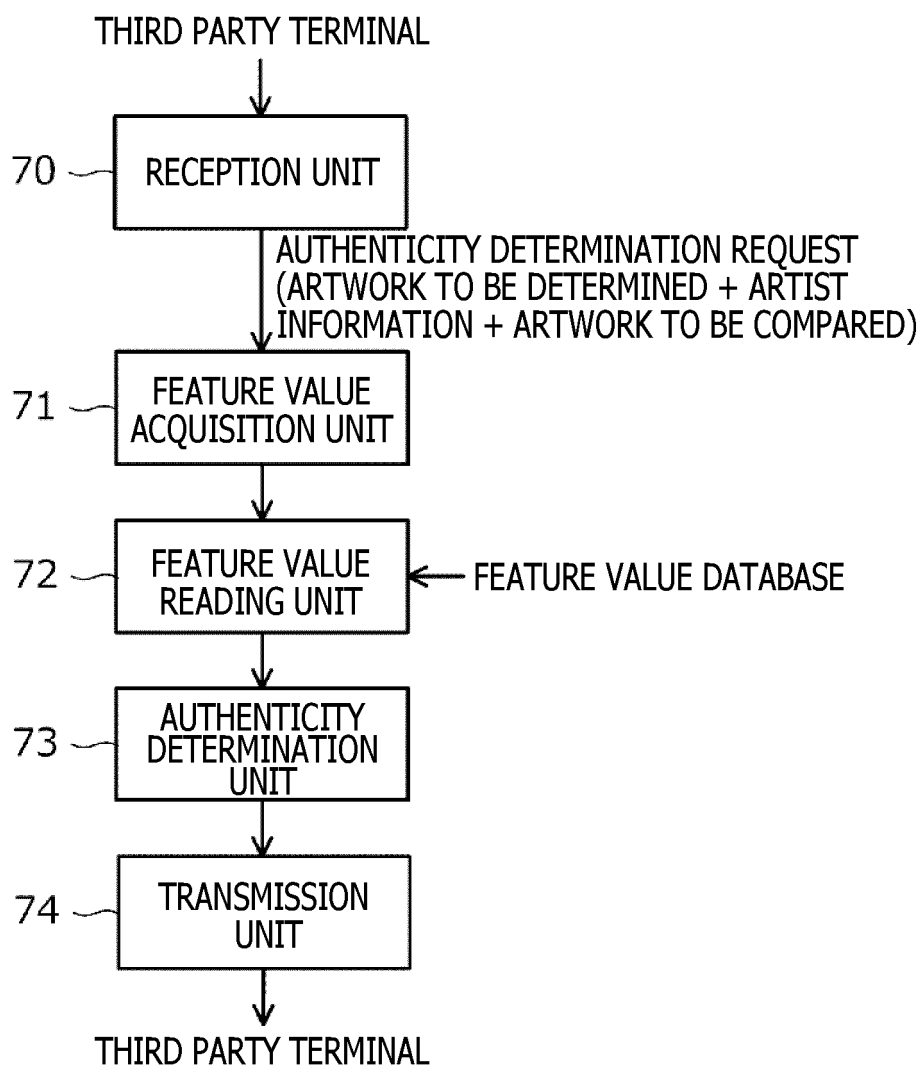 THIRD PARTY TERMINAL
70
RECEPTION UNIT
AUTHENTICITY DETERMINATION REQUEST
(ARTWORK TO BE DETERMINED + ARTIST
INFORMATION + ARTWORK TO BE COMPARED)
71
FEATURE VALUE
ACQUISITION UNIT
72
FEATURE VALUE
READING UNIT
FEATURE VALUE DATABASE
73
AUTHENTICITY
DETERMINATION
UNIT
74
TRANSMISSION
UNIT
THIRD PARTY TERMINAL